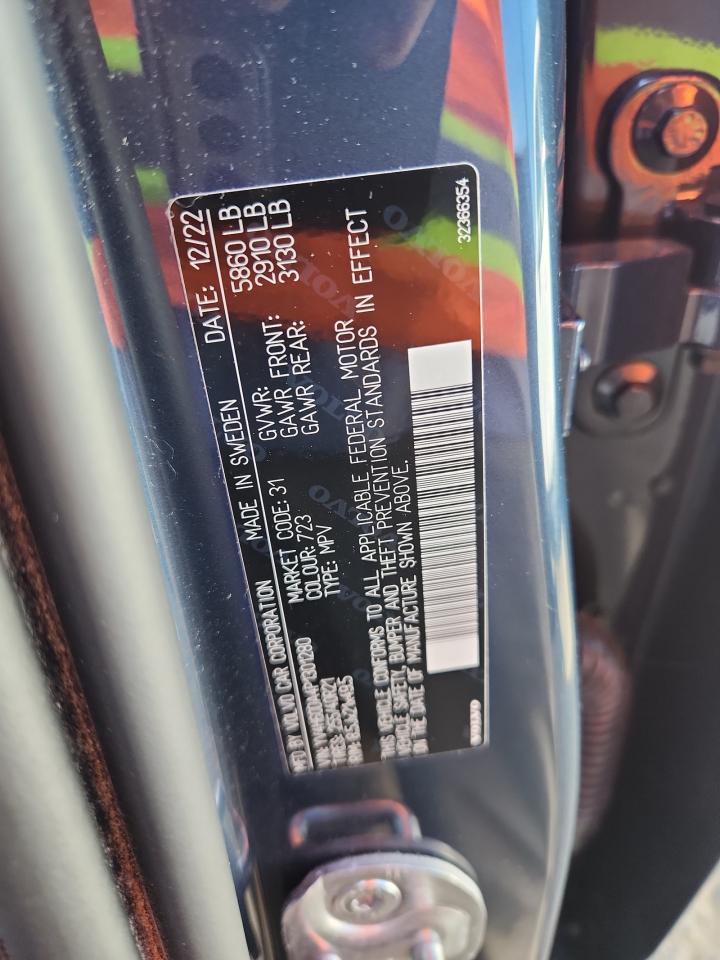 MFD BY VOLVO CAR CORPORATION MADE IN SWEDEN DATE: 12/22
MARKET CODE: 31 GVWR: 5860 LB
COLOUR: 723 GAWR FRONT: 2910 LB
TYPE: MPV GAWR REAR: 3130 LB
THIS VEHICLE CONFORMS TO ALL APPLICABLE FEDERAL MOTOR
VEHICLE SAFETY, BUMPER AND THEFT PREVENTION STANDARDS IN EFFECT
ON THE DATE OF MANUFACTURE SHOWN ABOVE.
32366354